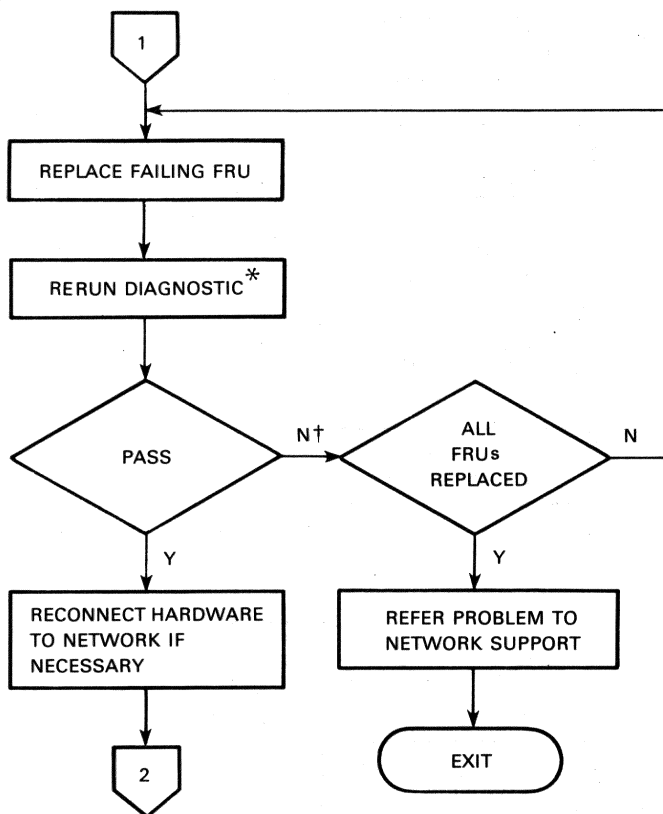 1
REPLACE FAILING FRU
RERUN DIAGNOSTIC*
PASS
N†
ALL
FRUs
REPLACED
N
Y
Y
RECONNECT HARDWARE
TO NETWORK IF
NECESSARY
REFER PROBLEM TO
NETWORK SUPPORT
2
EXIT